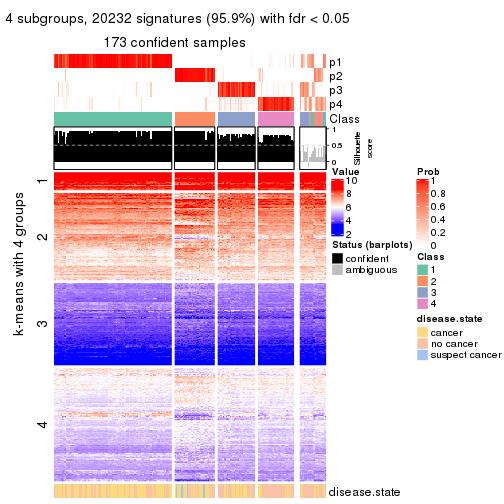 4 subgroups, 20232 signatures (95.9%) with fdr < 0.05
173 confident samples
p1
p2
p3
p4
Class
1
0.5
0
Silhouette
score
k-means with 4 groups
1
2
3
4
disease.state
Value
10
8
6
4
2
Status (barplots)
confident
ambiguous
Prob
1
0.8
0.6
0.4
0.2
0
Class
1
2
3
4
disease.state
cancer
no cancer
suspect cancer